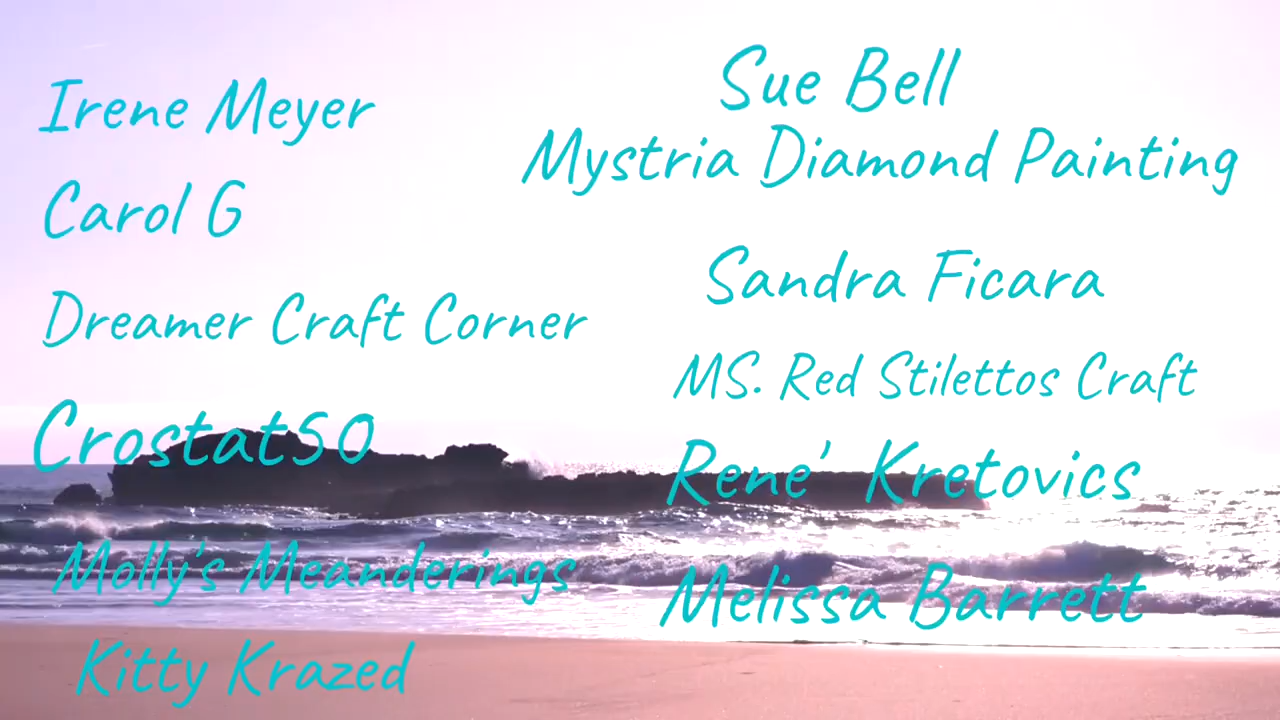 Irene Meyer
Carol G
Dreamer Craft Corner
Crostat50
Molly's Meanderings
Kitty Krazed
Sue Bell
Mystria Diamond Painting
Sandra Ficara
MS. Red Stilettos Craft
Rene' Kretovics
Melissa Barrett